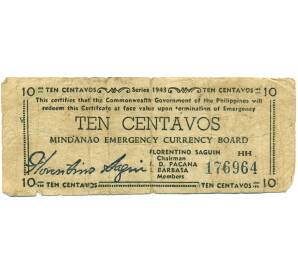 10 TEN CENTAVOS Series 1943 TEN CENTAVOS 10
This certifies that the Commonwealth Government of the Philippines will
redeem this Certificate at face value upon termination of Emergency
TEN CENTAVOS
MINDANAO EMERGENCY CURRENCY BOARD
Florentino Saguin
FLORENTINO SAGUIN HH
Chairman
D. PACANA
BARBASA 176964
Members
10 TEN CENTAVOS TEN CENTAVOS 10